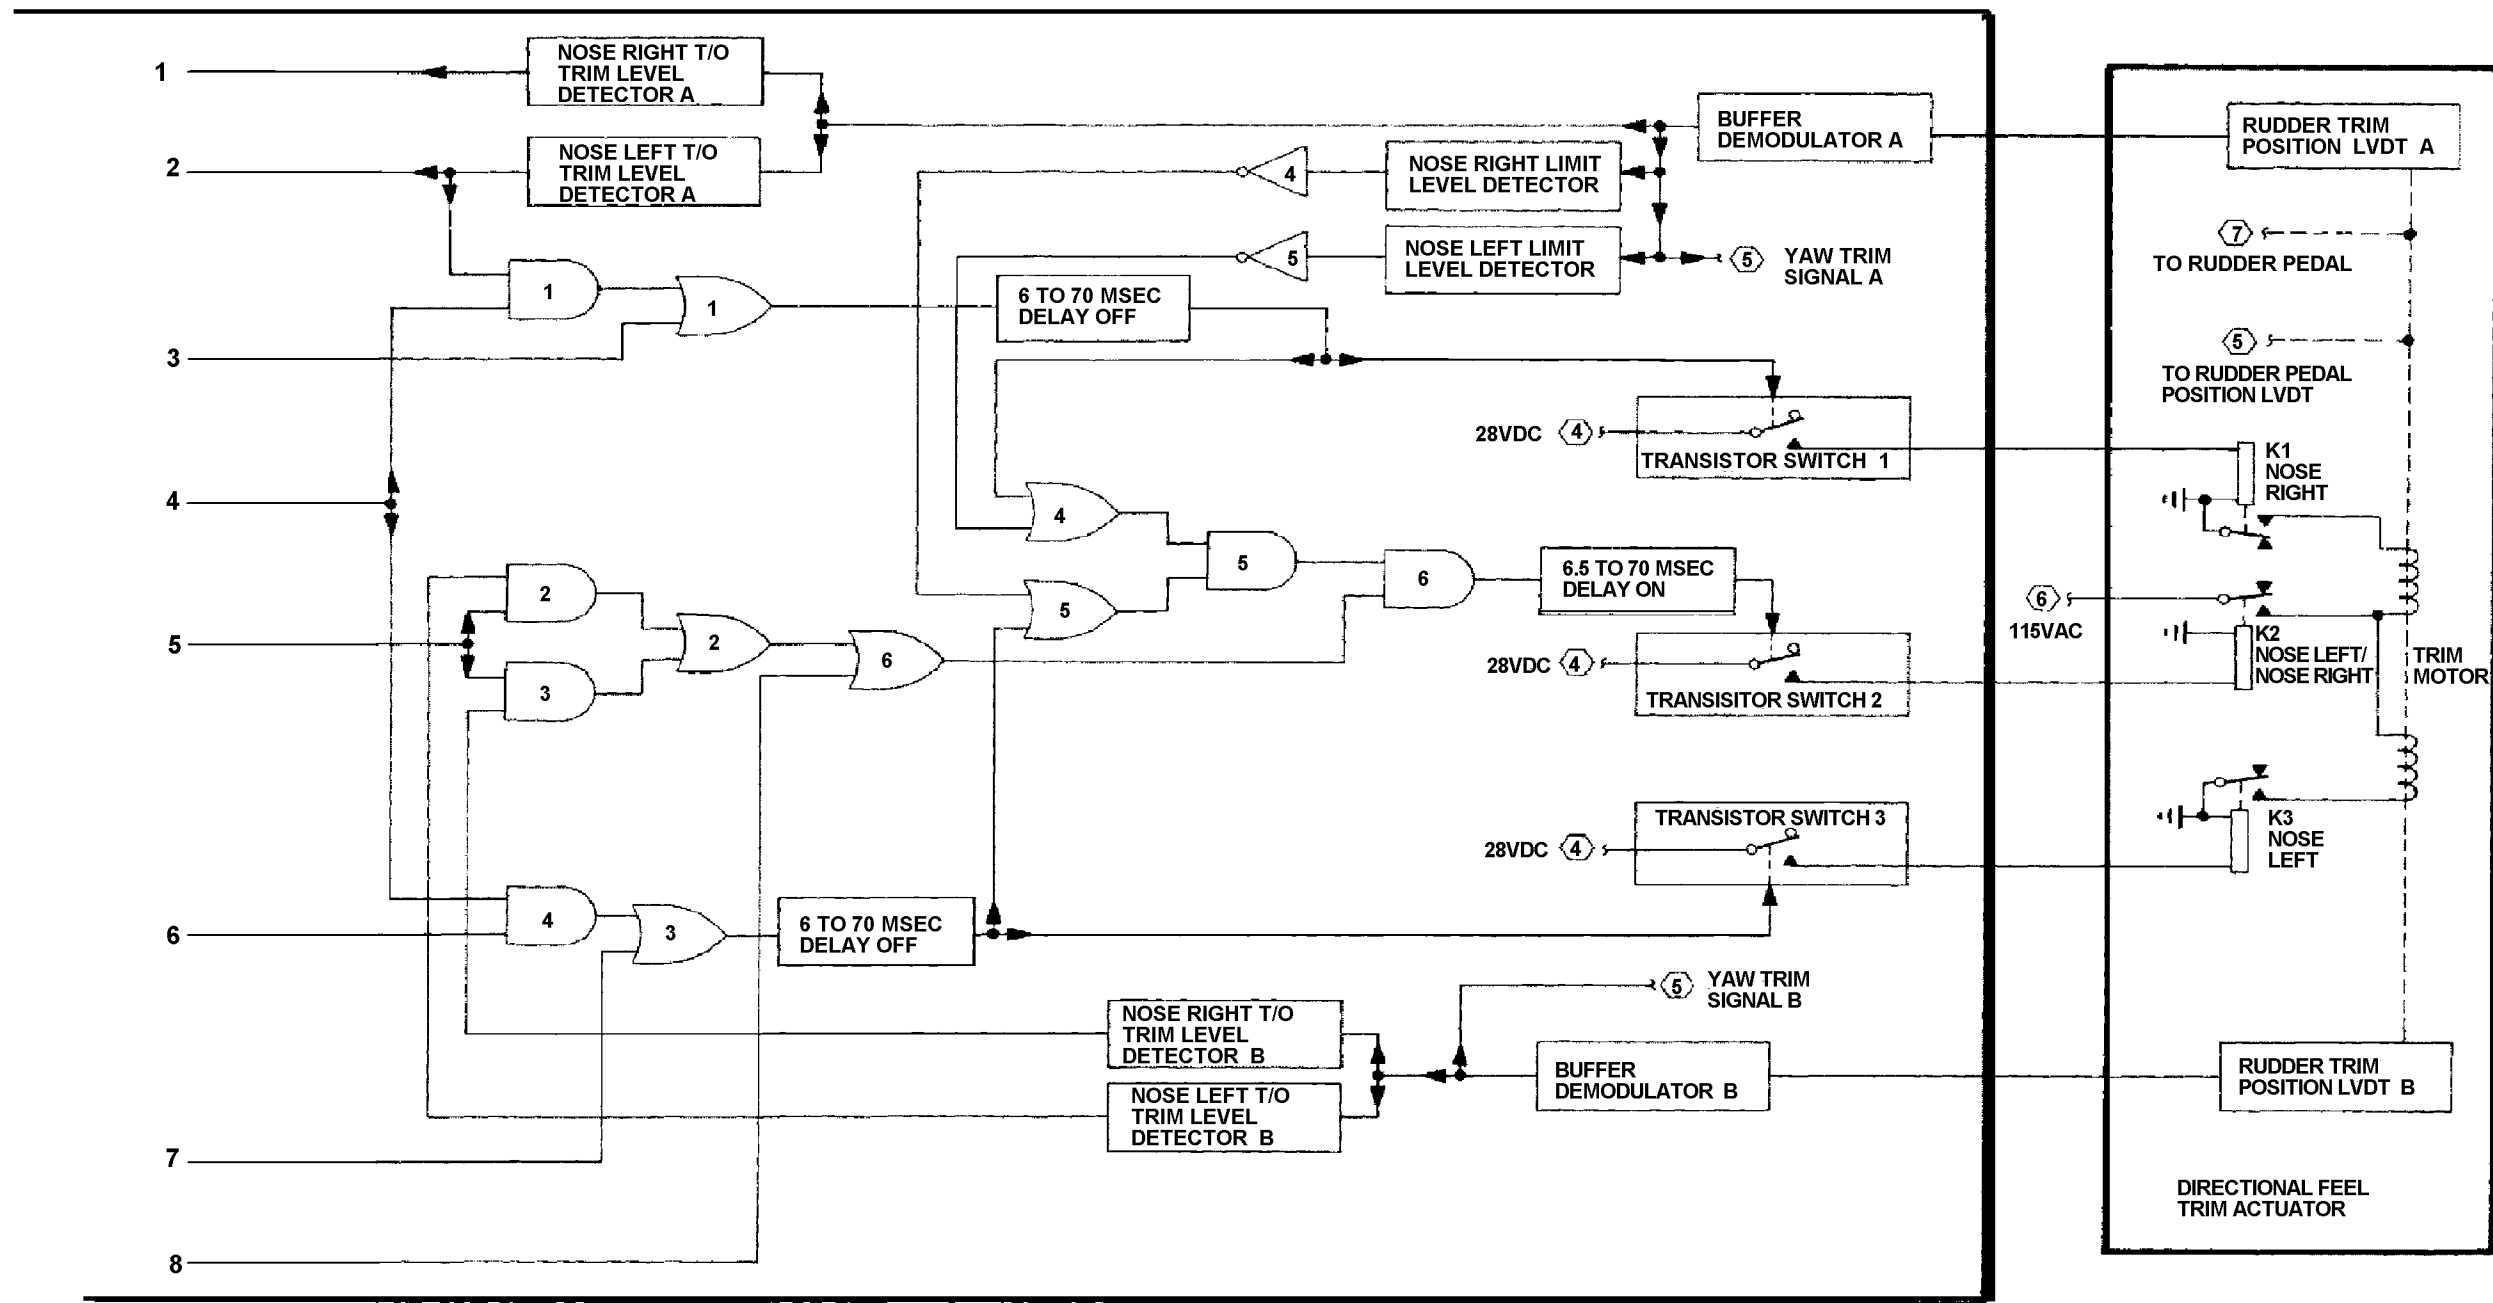 1
NOSE RIGHT T/O
TRIM LEVEL
DETECTOR A
2
NOSE LEFT T/O
TRIM LEVEL
DETECTOR A
BUFFER
DEMODULATOR A
RUDDER TRIM
POSITION LVDT A
4
NOSE RIGHT LIMIT
LEVEL DETECTOR
5
NOSE LEFT LIMIT
LEVEL DETECTOR
5
YAW TRIM
SIGNAL A
7
TO RUDDER PEDAL
1
1
6 TO 70 MSEC
DELAY OFF
3
5
TO RUDDER PEDAL
POSITION LVDT
28VDC
4
TRANSISTOR SWITCH 1
K1
NOSE
RIGHT
4
4
5
6
6.5 TO 70 MSEC
DELAY ON
2
5
6
115VAC
5
2
6
3
28VDC
4
TRANSISITOR SWITCH 2
K2
NOSE LEFT/
NOSE RIGHT
TRIM
MOTOR
TRANSISTOR SWITCH 3
28VDC
4
K3
NOSE
LEFT
6
4
3
6 TO 70 MSEC
DELAY OFF
5
YAW TRIM
SIGNAL B
NOSE RIGHT T/O
TRIM LEVEL
DETECTOR B
BUFFER
DEMODULATOR B
RUDDER TRIM
POSITION LVDT B
NOSE LEFT T/O
TRIM LEVEL
DETECTOR B
7
DIRECTIONAL FEEL
TRIM ACTUATOR
8